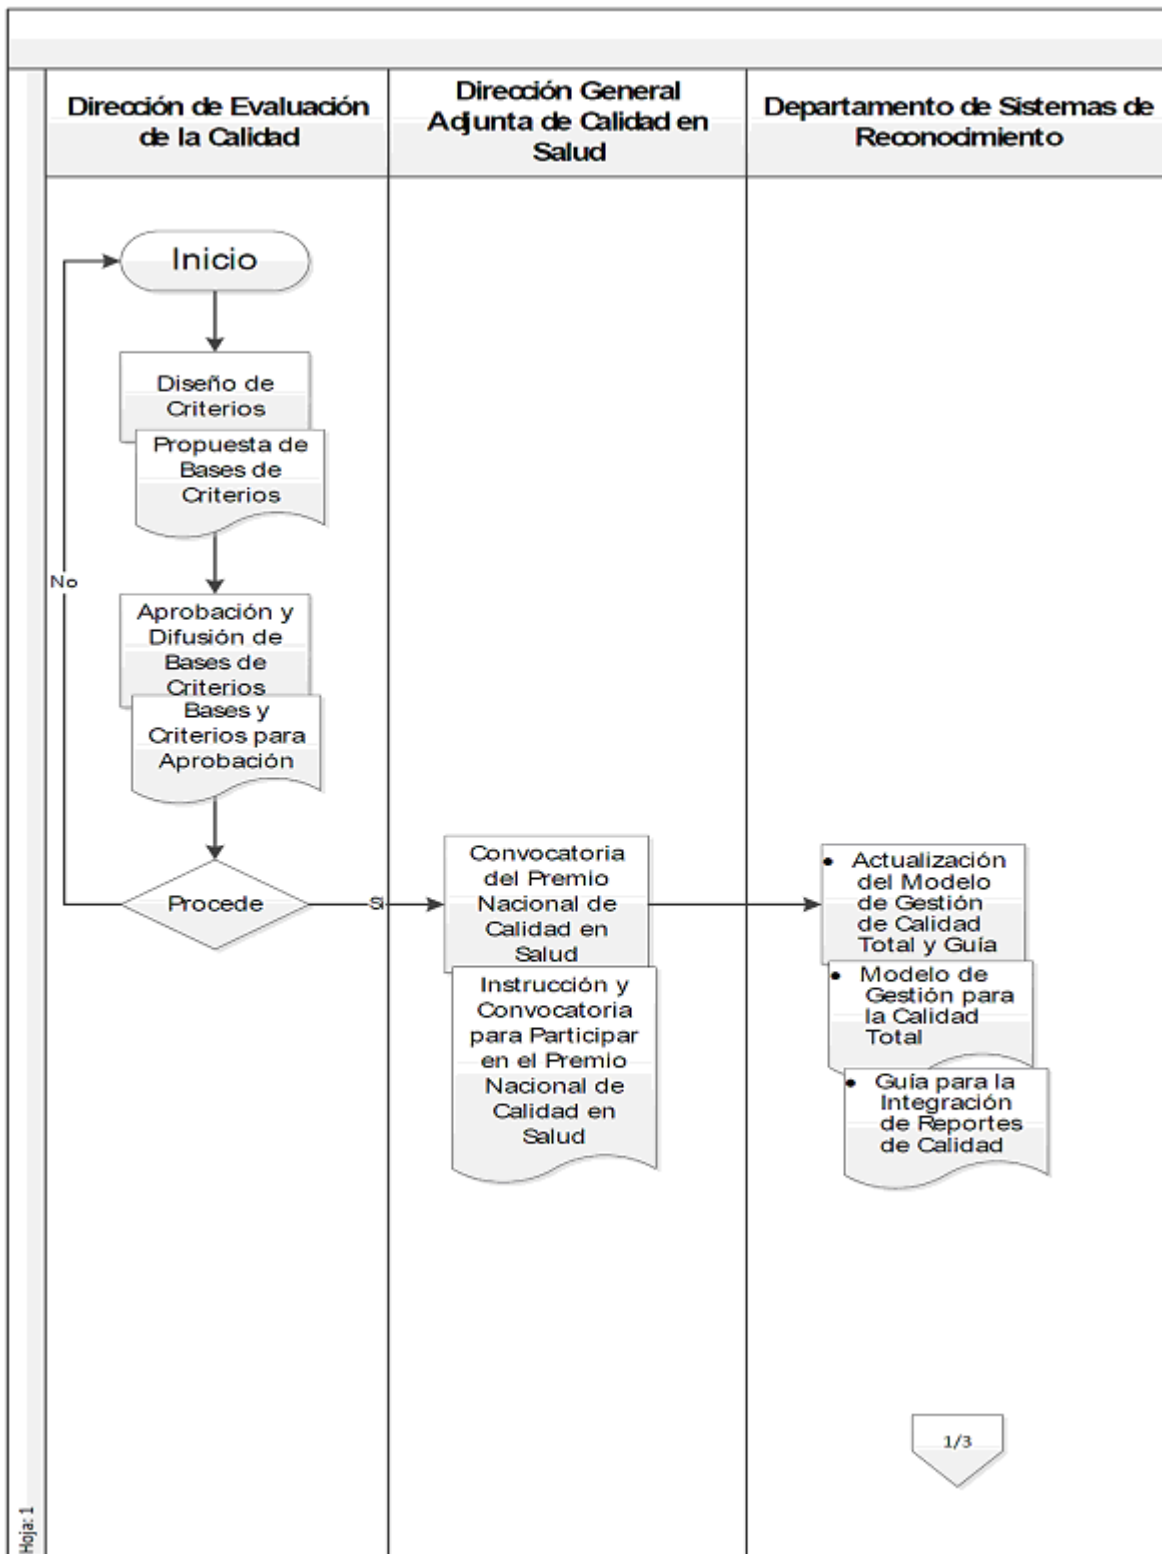 Dirección de Evaluación
de la Calidad
Dirección General
Adjunta de Calidad en
Salud
Departamento de Sistemas de
Reconocimiento
Inicio
Diseño de
Criterios
Propuesta de
Bases de
Criterios
No
Aprobación y
Difusión de
Bases de
Criterios
Bases y
Criterios para
Aprobación
Procede
Si
Convocatoria
del Premio
Nacional de
Calidad en
Salud
Instrucción y
Convocatoria
para Participar
en el Premio
Nacional de
Calidad en
Salud
• Actualización
del Modelo
de Gestión
de Calidad
Total y Guía
• Modelo de
Gestión para
la Calidad
Total
• Guía para la
Integración
de Reportes
de Calidad
1/3
Hoja: 1